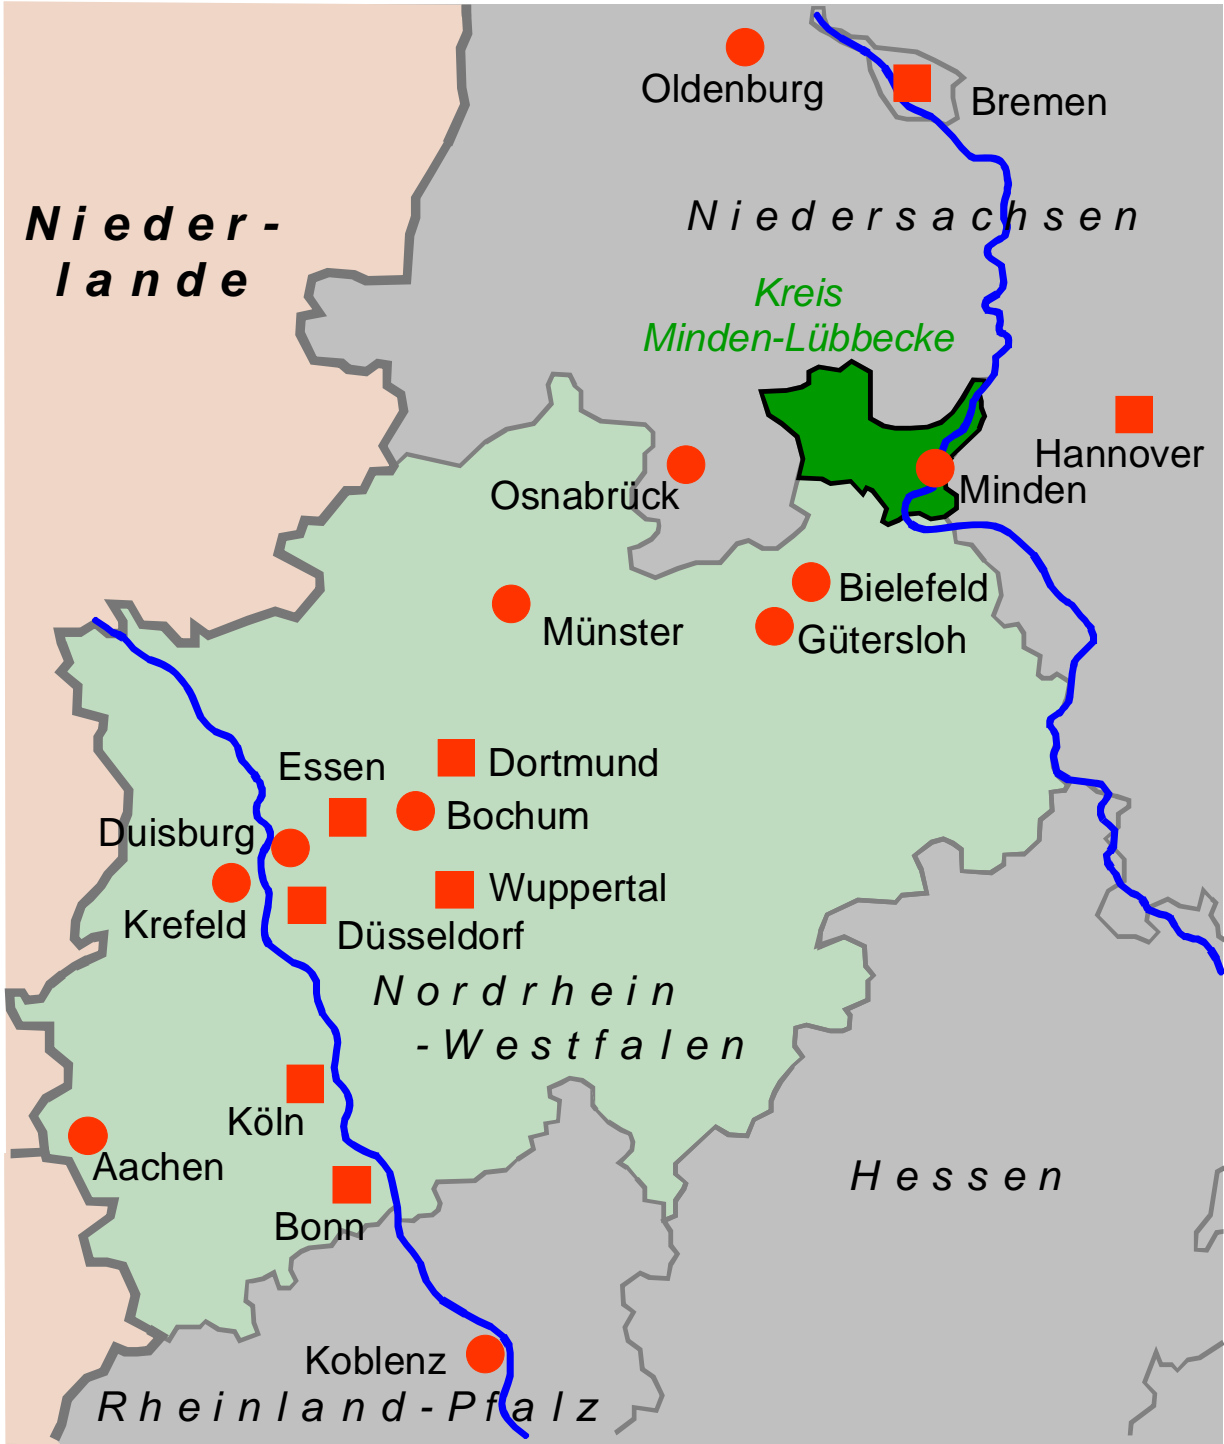 Oldenburg
Bremen
Nieder-
lande
Niedersachsen
Kreis
Minden-Lübbecke
Hannover
Osnabrück
Minden
Bielefeld
Münster
Gütersloh
Essen
Dortmund
Bochum
Duisburg
Wuppertal
Krefeld
Düsseldorf
Nordrhein
-Westfalen
Köln
Aachen
Hessen
Bonn
Koblenz
Rheinland-Pfalz